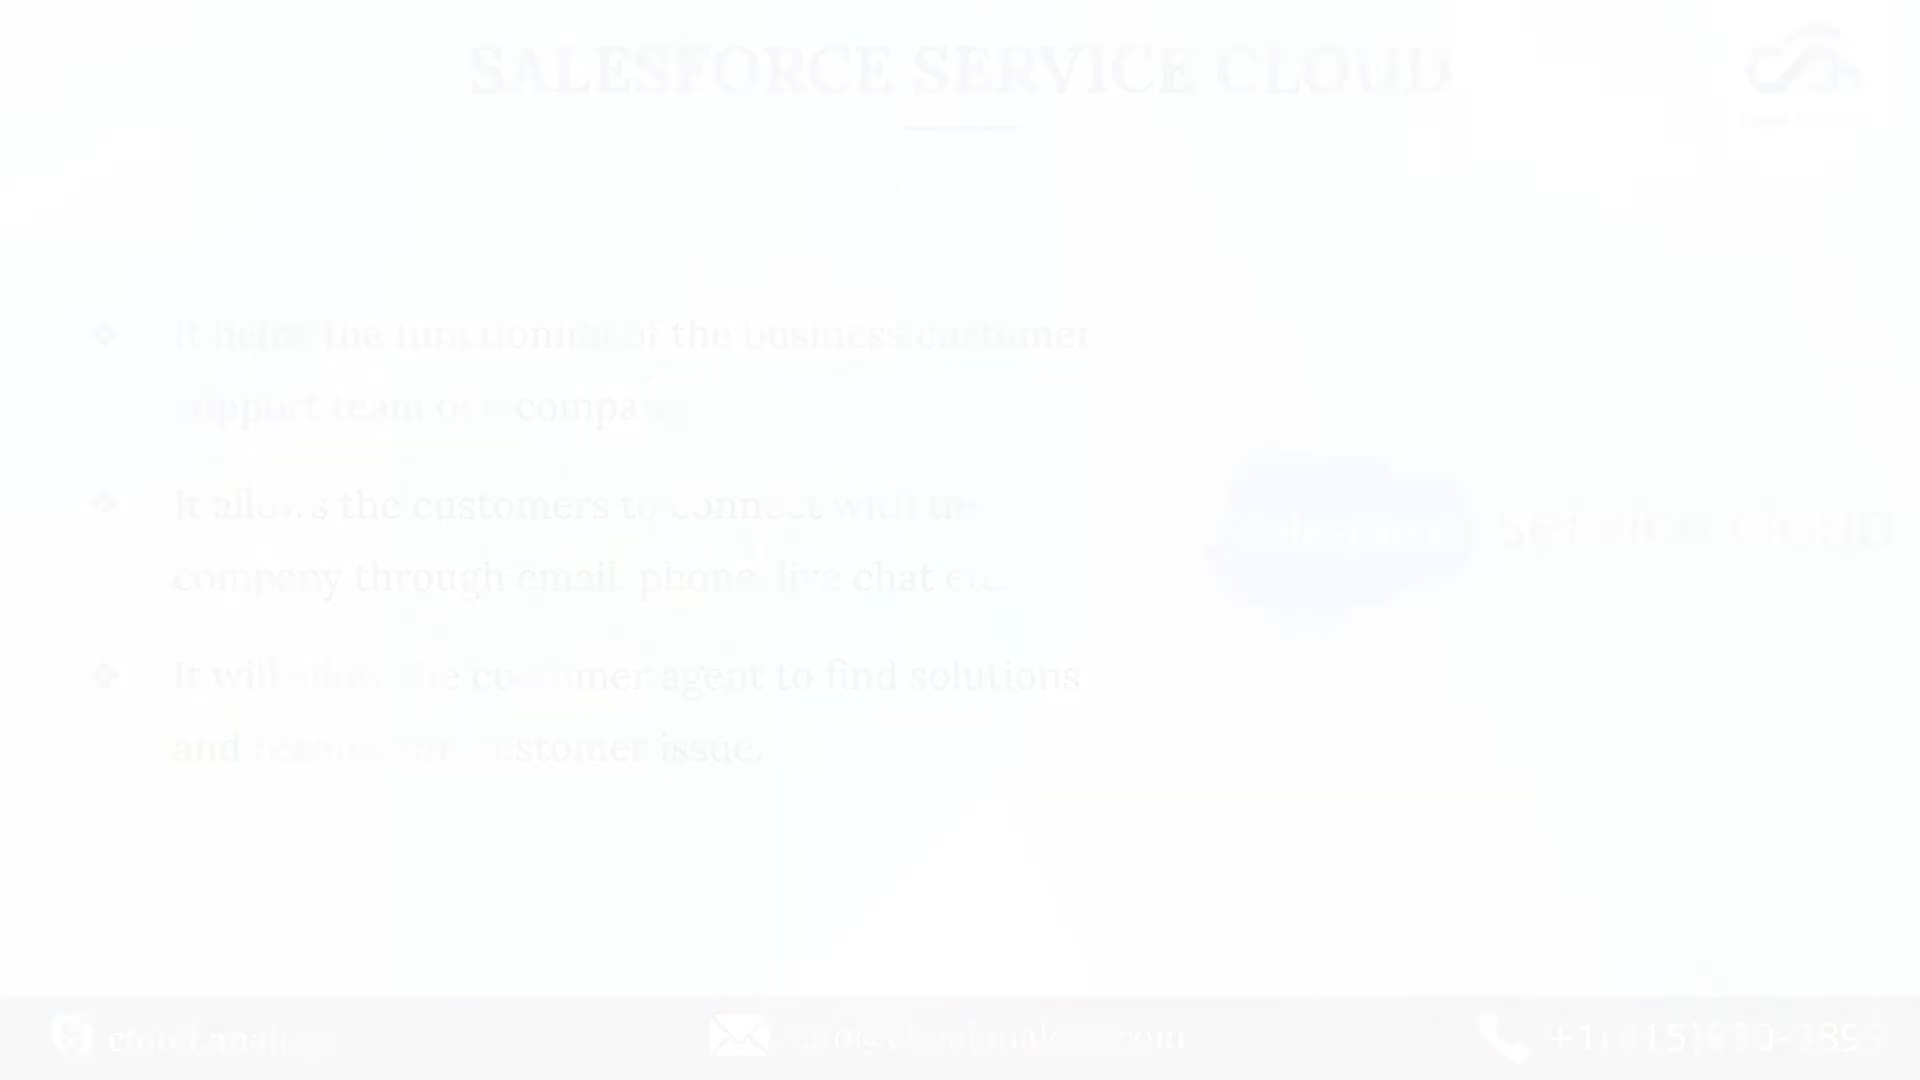 SALESFORCE SERVICE CLOUD
It helps the functioning of the business customer
support team of a company
It allows the customers to connect with the
company through email, phone, live chat etc.
It will allow the customer agent to find solutions
and resolve the customer issue.
service cloud